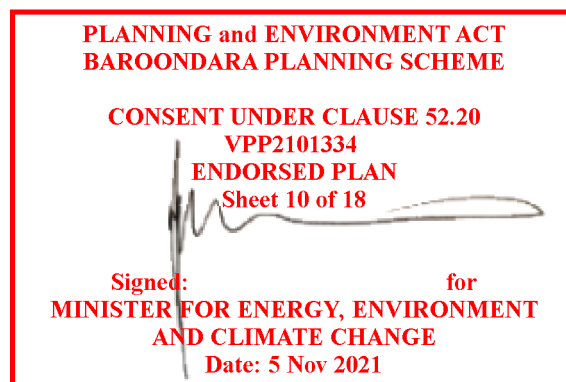 PLANNING and ENVIRONMENT ACT
BAROONDARA PLANNING SCHEME
CONSENT UNDER CLAUSE 52.20
VPP2101334
ENDORSED PLAN
Sheet 10 of 18
Signed: for
MINISTER FOR ENERGY, ENVIRONMENT
AND CLIMATE CHANGE
Date: 5 Nov 2021